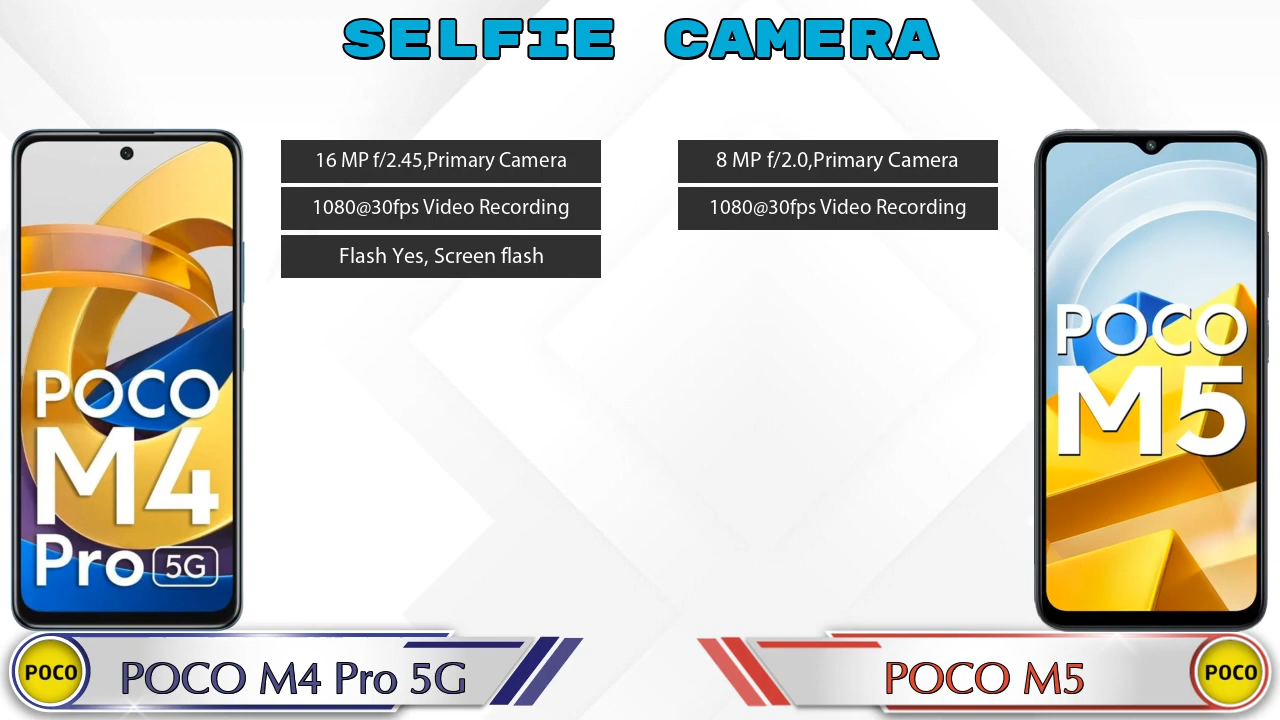 SELFIE CAMERA
16 MP f/2.45,Primary Camera
1080@30fps Video Recording
Flash Yes, Screen flash
8 MP f/2.0,Primary Camera
1080@30fps Video Recording
POCO
M4
Pro 5G
POCO
M5
POCO
POCO M4 Pro 5G
POCO M5
POCO